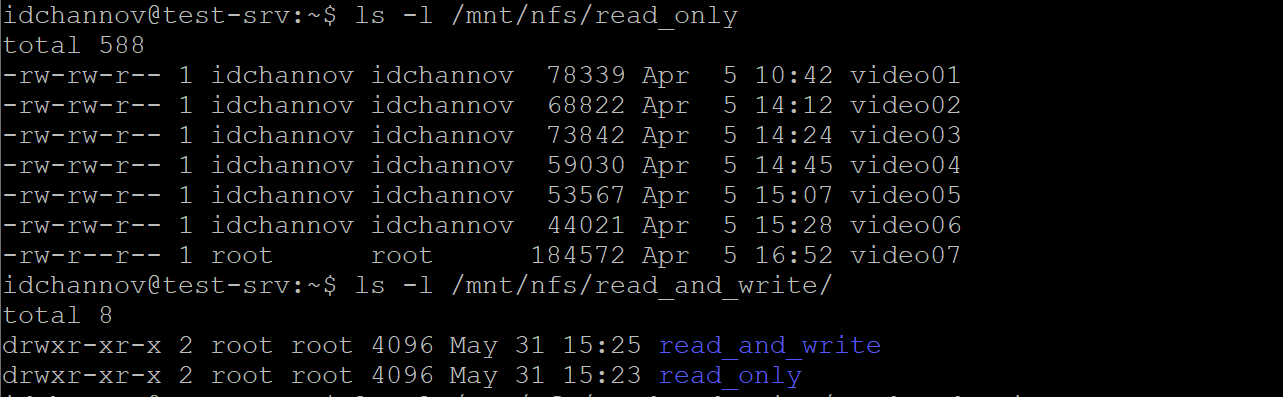 idchannov@test-srv:~$ ls -l /mnt/nfs/read_only
total 588
-rw-rw-r-- 1 idchannov idchannov  78339 Apr  5 10:42 video01
-rw-rw-r-- 1 idchannov idchannov  68822 Apr  5 14:12 video02
-rw-rw-r-- 1 idchannov idchannov  73842 Apr  5 14:24 video03
-rw-rw-r-- 1 idchannov idchannov  59030 Apr  5 14:45 video04
-rw-rw-r-- 1 idchannov idchannov  53567 Apr  5 15:07 video05
-rw-rw-r-- 1 idchannov idchannov  44021 Apr  5 15:28 video06
-rw-r--r-- 1 root      root      184572 Apr  5 16:52 video07
idchannov@test-srv:~$ ls -l /mnt/nfs/read_and_write/
total 8
drwxr-xr-x 2 root root 4096 May 31 15:25 read_and_write
drwxr-xr-x 2 root root 4096 May 31 15:23 read_only